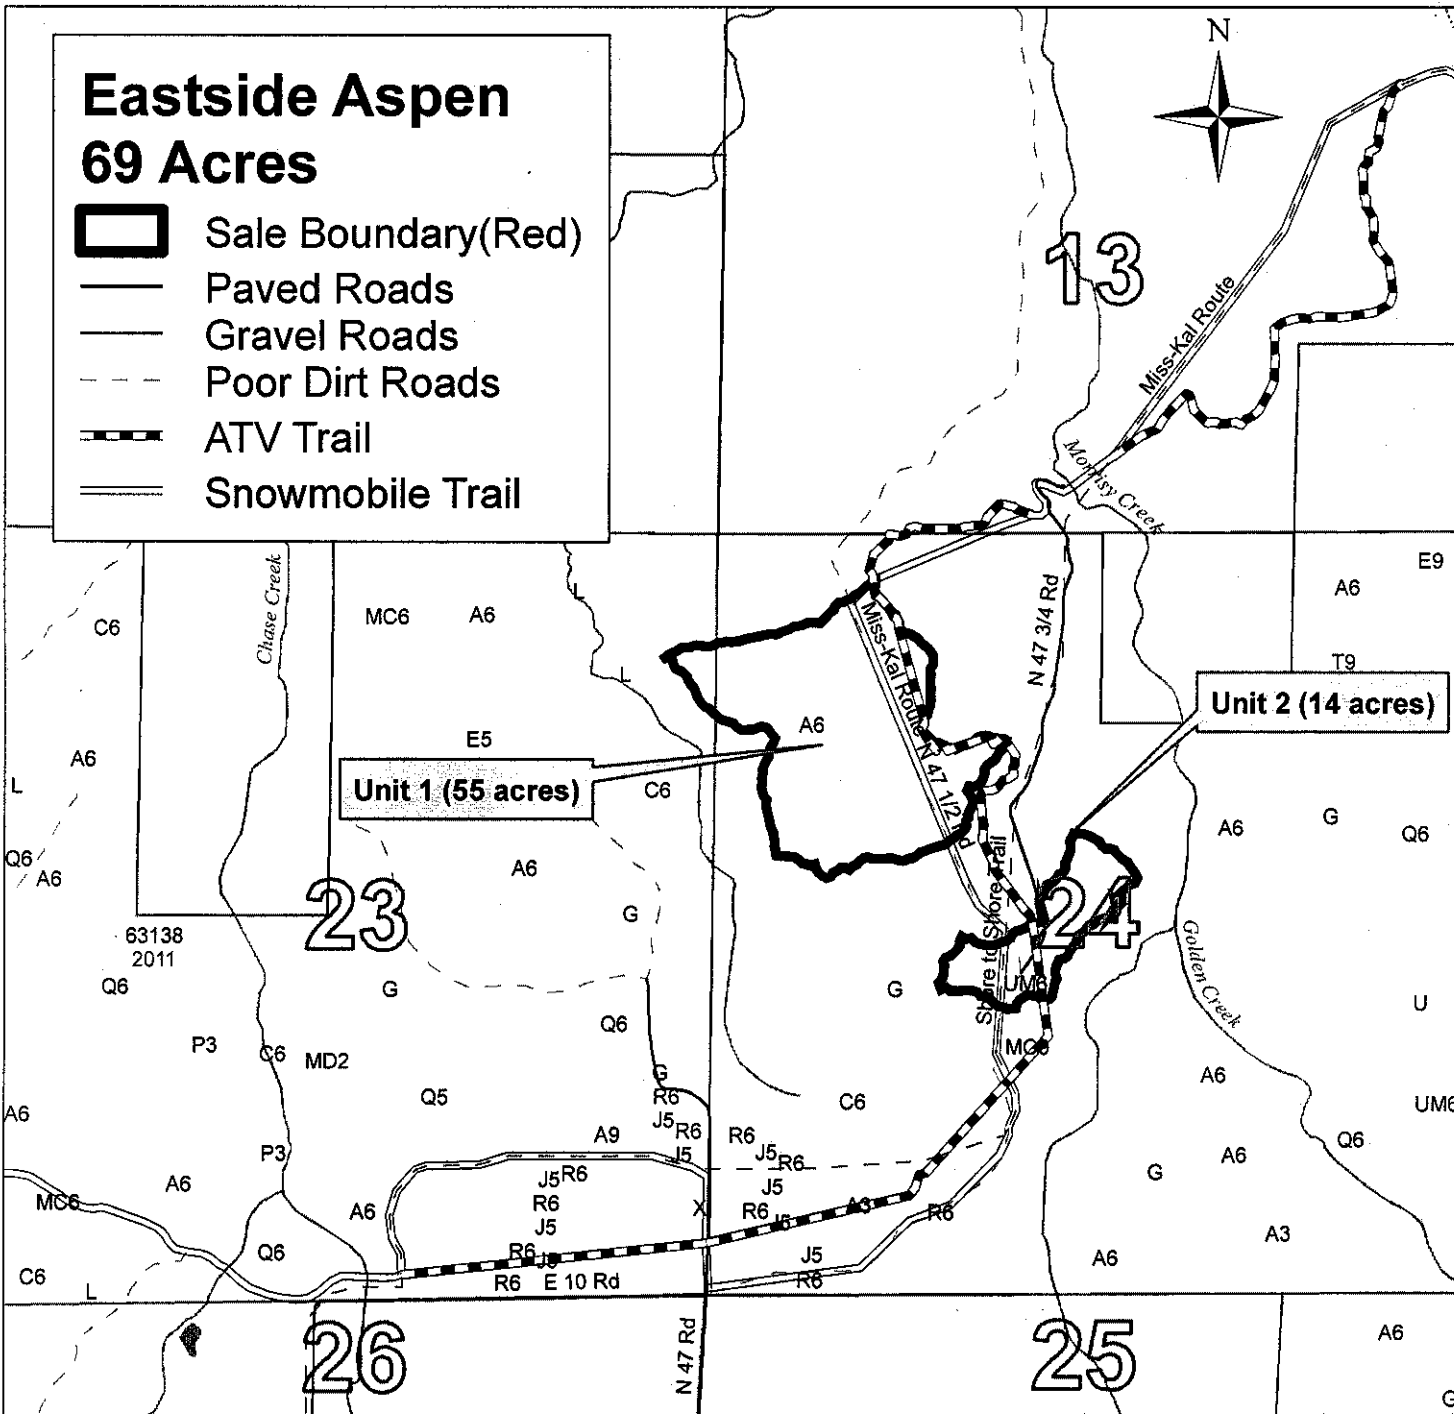 Eastside Aspen
69 Acres
Sale Boundary(Red)
Paved Roads
Gravel Roads
Poor Dirt Roads
ATV Trail
Snowmobile Trail
N
13
Miss-Kal Route
Morrisy Creek
Chase Creek
L
C6
MC6
A6
E9
A6
N 47 3/4 Rd
Miss-Kal Route
L
T9
Unit 2 (14 acres)
A6
E5
A6
L
Unit 1 (55 acres)
C6
N 47 1/2 Rd
A6
G
Q6
Q6
A6
A6
23
G
24
Shore to Shore Trail
63138
2011
Golden Creek
Q6
G
G
UM6
U
Q6
P3
C6
MD2
G
A6
A6
Q5
R6
C6
UM6
J5
R6
R6
A9
Q6
P3
J5
J5
R6
A6
G
A6
J5
R6
MC6
A6
R6
J5
X
R6
J5
A3
R6
J5
A3
Q6
R6
J5
J5
A6
C6
R6
E 10 Rd
R6
L
26
N 47 Rd
25
A6
G